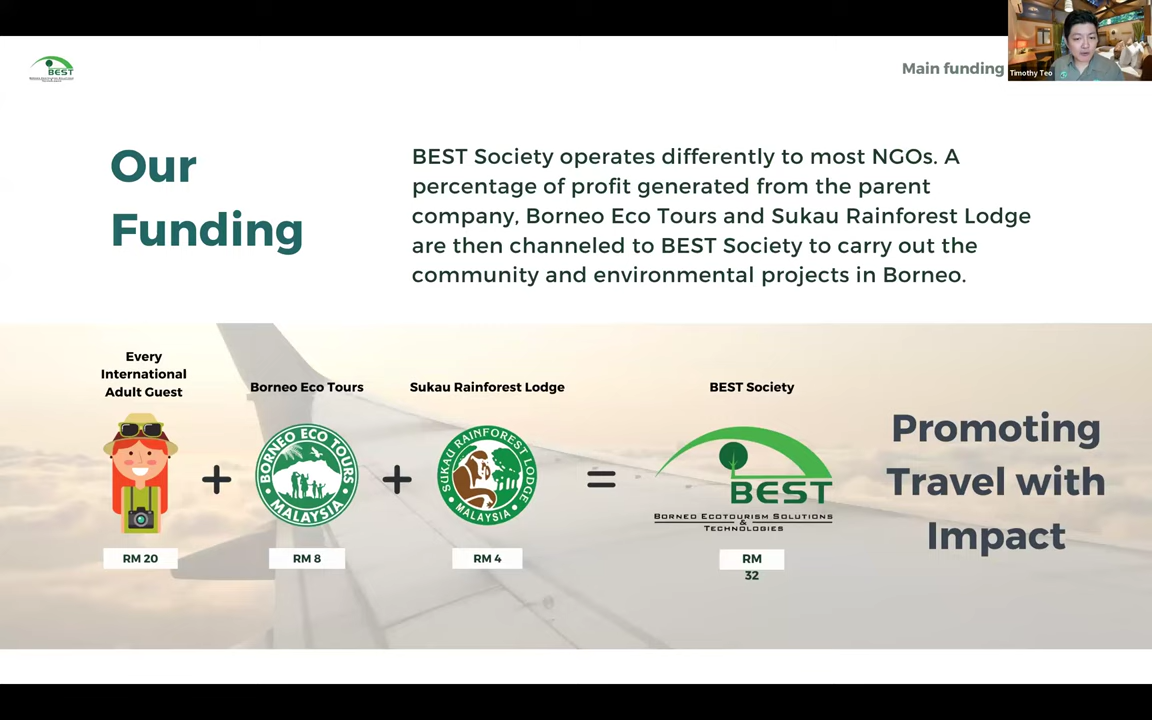 BEST
Main funding
Timothy Teo
Our
Funding
BEST Society operates differently to most NGOs. A
percentage of profit generated from the parent
company, Borneo Eco Tours and Sukau Rainforest Lodge
are then channeled to BEST Society to carry out the
community and environmental projects in Borneo.
Every
International
Adult Guest
Borneo Eco Tours
Sukau Rainforest Lodge
BEST Society
BORNEO ECO TOURS
MALAYSIA
SUKAU RAINFOREST LODGE
MALAYSIA
BEST
BORNEO ECOTOURISM SOLUTIONS
&
TECHNOLOGIES
+
+
=
RM 20
RM 8
RM 4
RM
32
Promoting
Travel with
Impact